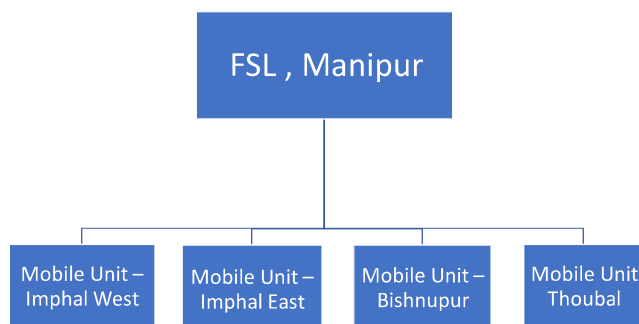 FSL , Manipur
Mobile Unit –
Imphal West
Mobile Unit –
Imphal East
Mobile Unit –
Bishnupur
Mobile Unit
Thoubal